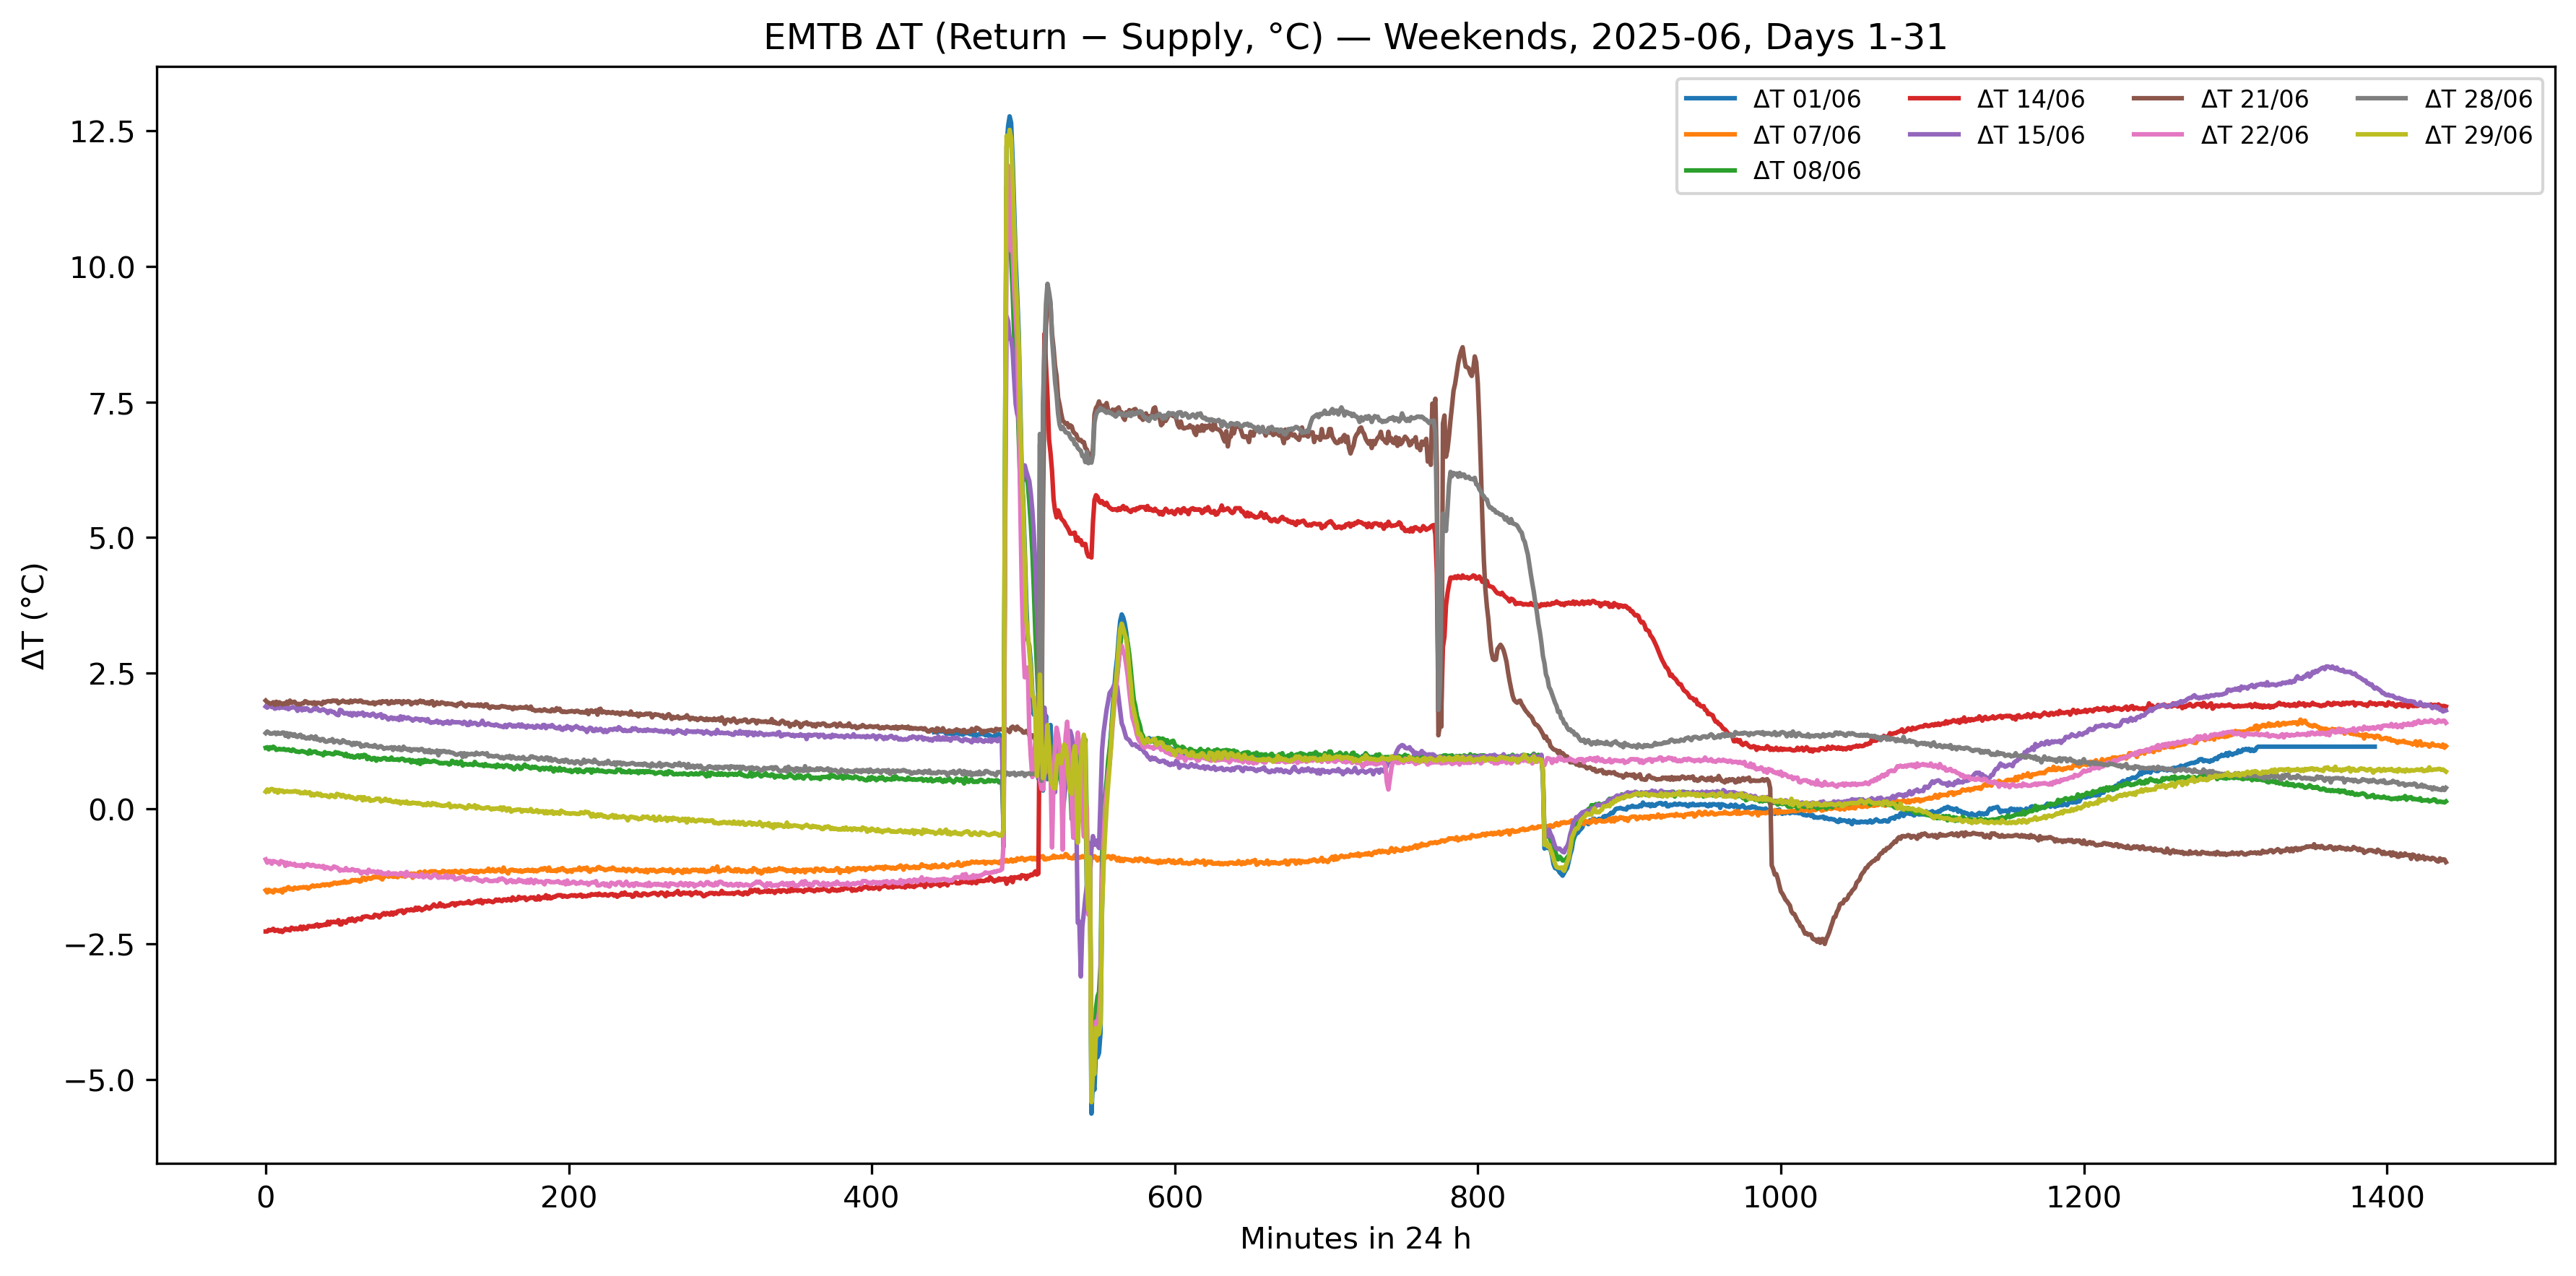 EMTB ΔT (Return − Supply, °C) — Weekends, 2025-06, Days 1-31
ΔT 01/06
ΔT 07/06
ΔT 08/06
ΔT 14/06
ΔT 15/06
ΔT 21/06
ΔT 22/06
ΔT 28/06
ΔT 29/06
ΔT (°C)
12.5
10.0
7.5
5.0
2.5
0.0
−2.5
−5.0
0 200 400 600 800 1000 1200 1400
Minutes in 24 h